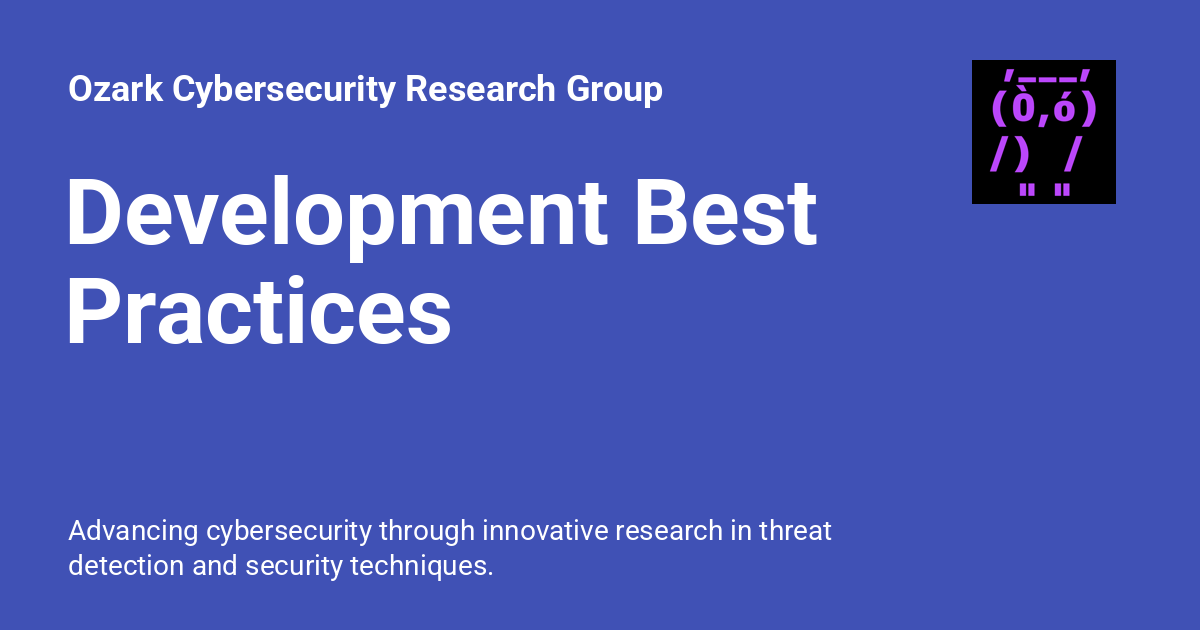 Ozark Cybersecurity Research Group
Development Best
Practices
Advancing cybersecurity through innovative research in threat
detection and security techniques.
,___,
(Ò,ó)
/)  /
" "